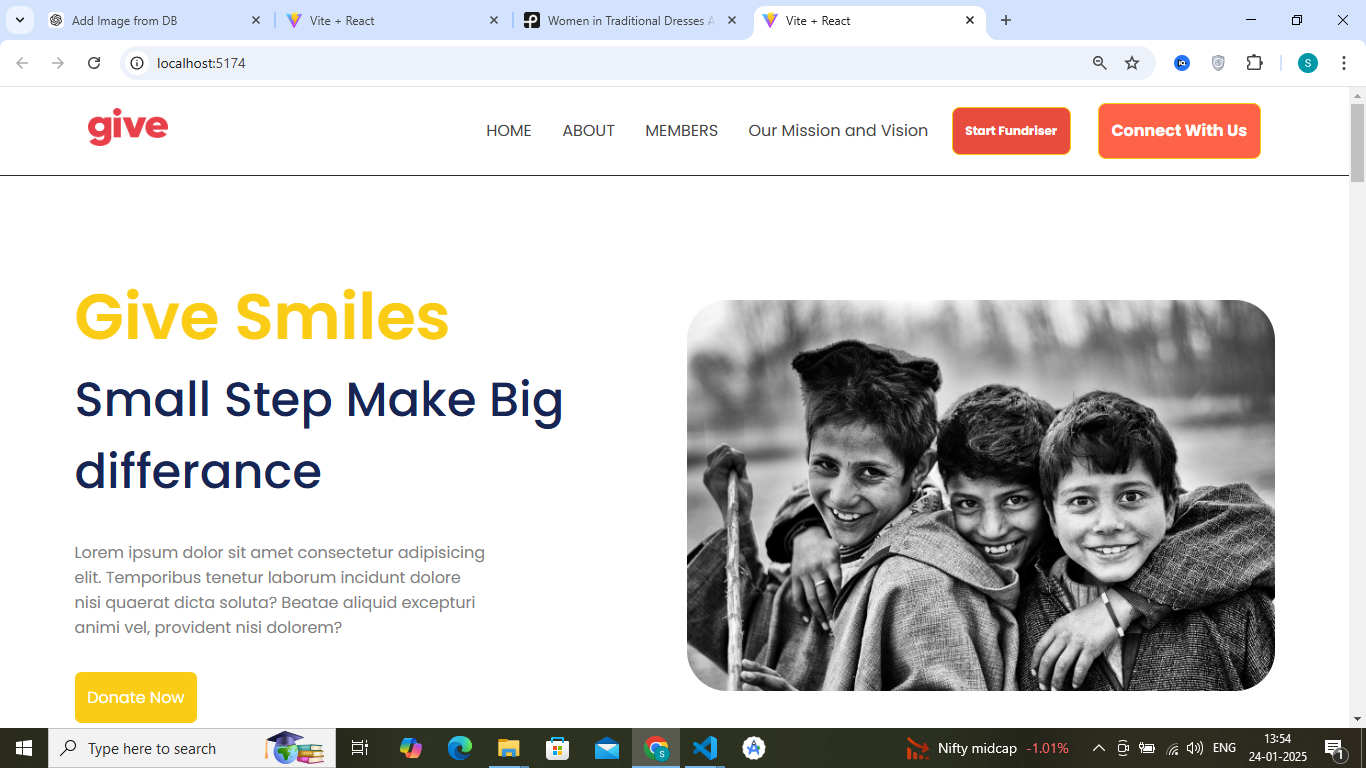 Add Image from DB
Vite + React
Women in Traditional Dresses A
Vite + React
localhost:5174
S
give
HOME
ABOUT
MEMBERS
Our Mission and Vision
Start Fundriser
Connect With Us
Give Smiles
Small Step Make Big
differance
Lorem ipsum dolor sit amet consectetur adipisicing
elit. Temporibus tenetur laborum incidunt dolore
nisi quaerat dicta soluta? Beatae aliquid excepturi
animi vel, provident nisi dolorem?
Donate Now
Type here to search
Nifty midcap -1.01%
ENG
13:54
24-01-2025
1